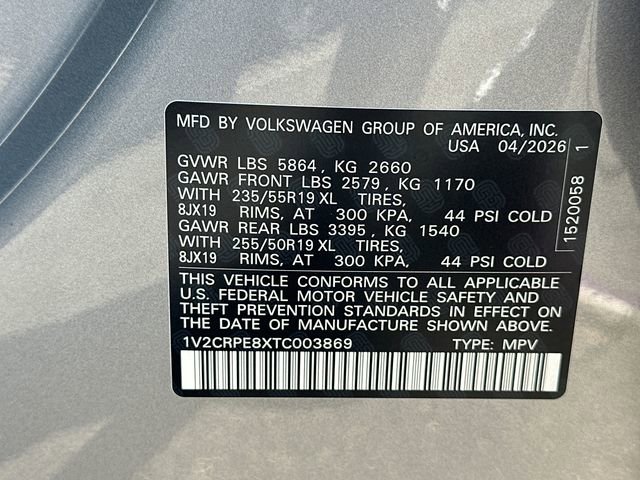 MFD BY VOLKSWAGEN GROUP OF AMERICA, INC.
USA 04/2026
GVWR LBS 5864, KG 2660
GAWR FRONT LBS 2579, KG 1170
WITH 235/55R19 XL TIRES,
8JX19 RIMS, AT 300 KPA, 44 PSI COLD
GAWR REAR LBS 3395, KG 1540
WITH 255/50R19 XL TIRES,
8JX19 RIMS, AT 300 KPA, 44 PSI COLD
THIS VEHICLE CONFORMS TO ALL APPLICABLE
U.S. FEDERAL MOTOR VEHICLE SAFETY AND
THEFT PREVENTION STANDARDS IN EFFECT ON
THE DATE OF MANUFACTURE SHOWN ABOVE.
1V2CRPE8XTC003869 TYPE: MPV
1520058 1